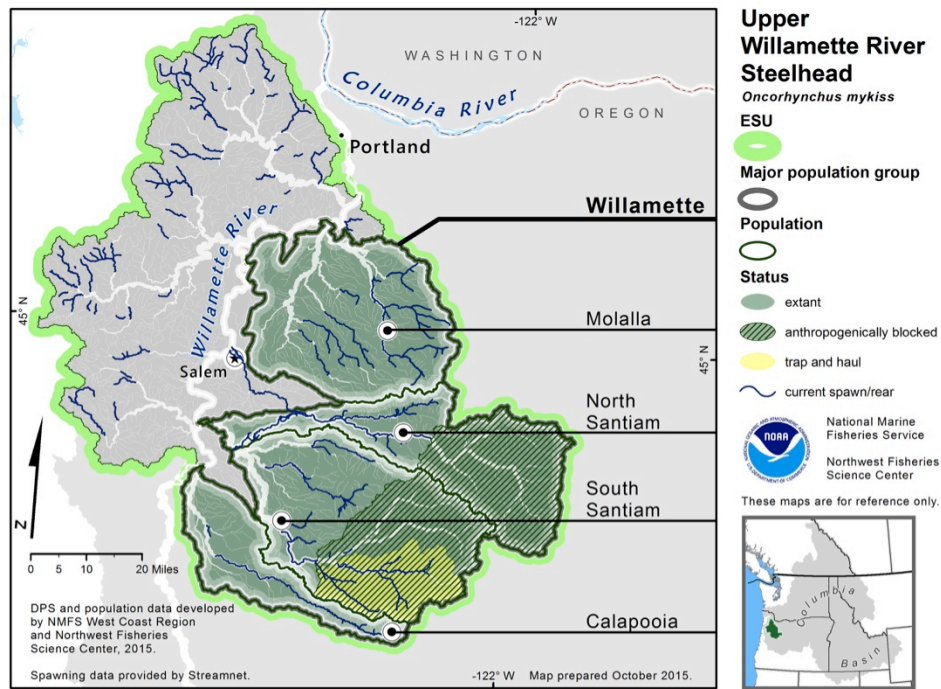 -122° W
WASHINGTON
Columbia River
OREGON
Portland
Willamette
Willamette River
45° N
Molalla
Salem
45° N
North
Santiam
South
Santiam
Calapooia
N
0 5 10 20 Miles
DPS and population data developed
by NMFS West Coast Region
and Northwest Fisheries
Science Center, 2015.
Spawning data provided by Streamnet.
-122° W
Map prepared October 2015.
Upper
Willamette River
Steelhead
Oncorhynchus mykiss
ESU
Major population group
Population
Status
extant
anthropogenically blocked
trap and haul
current spawn/rear
NOAA
National Marine
Fisheries Service
Northwest Fisheries
Science Center
These maps are for reference only.
Columbia
Basin